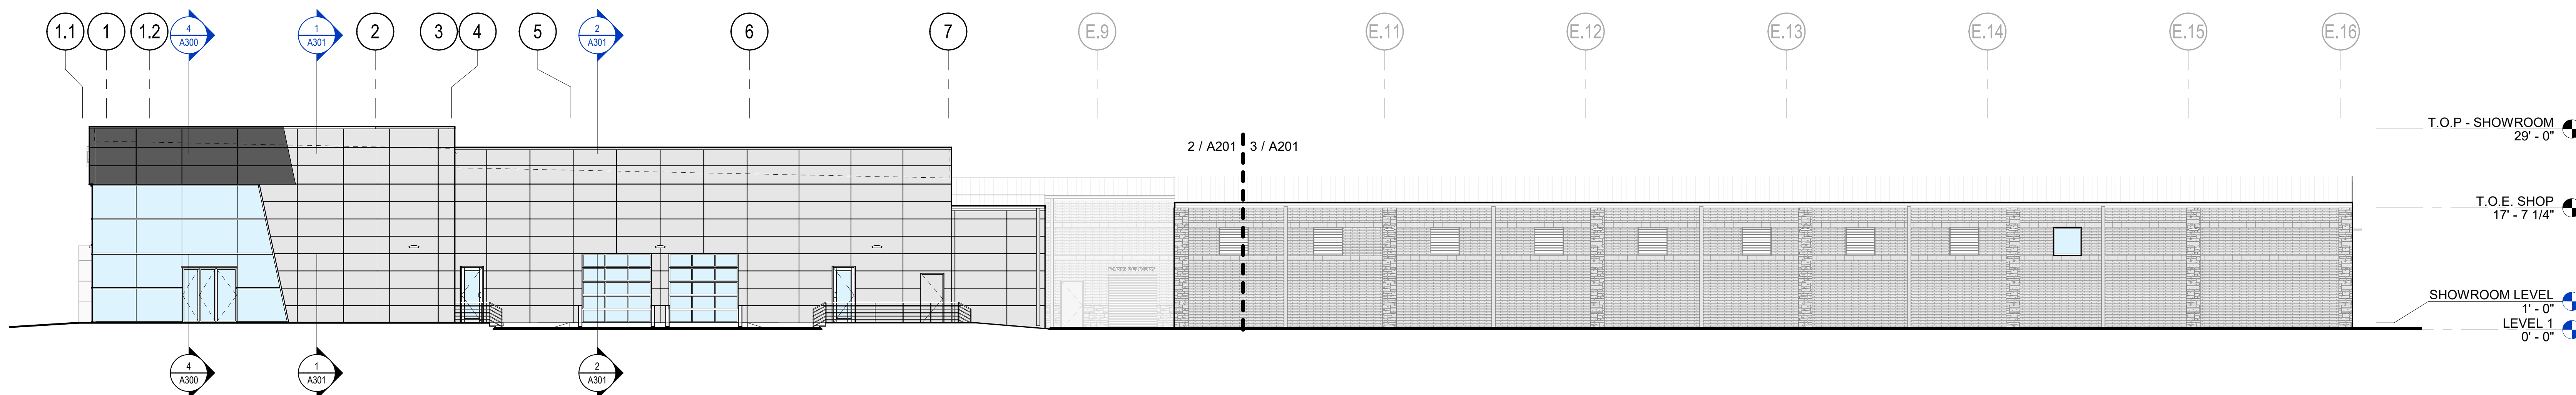 1.1 1 1.2 4 1 2 3 4 5 2 6 7 E.9 E.11 E.12 E.13 E.14 E.15 E.16
A300 A301 A301
T.O.P - SHOWROOM
29' - 0"
2 / A201 3 / A201
T.O.E. SHOP
17' - 7 1/4"
PARTS DELIVERY
SHOWROOM LEVEL
1' - 0"
LEVEL 1
0' - 0"
4 1 2
A300 A301 A301